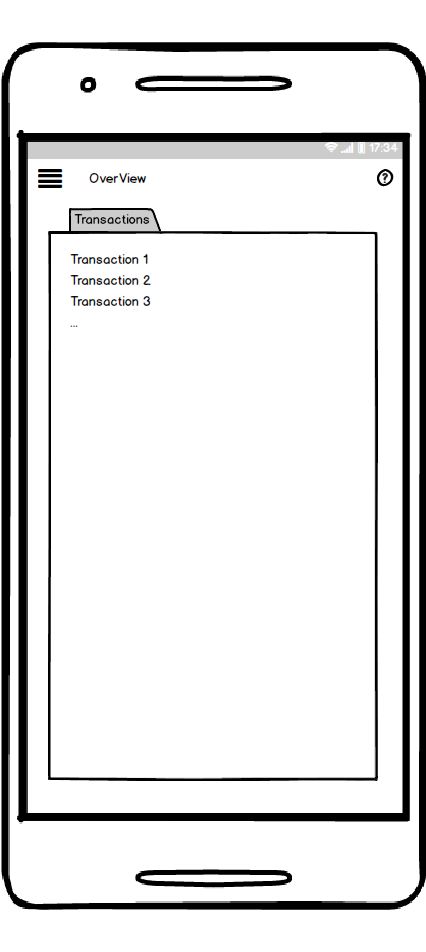 17:34
OverView
?
Transactions
Transaction 1
Transaction 2
Transaction 3
...